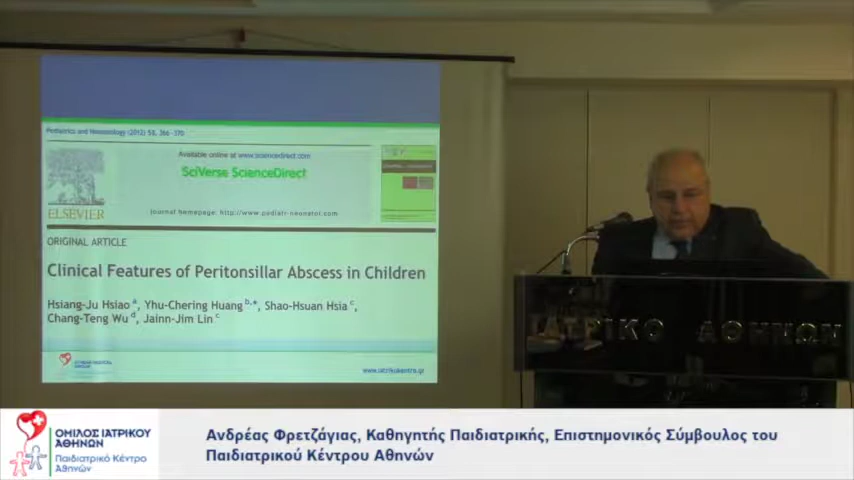 Pediatrics and Neonatology (2012) 53, 366-370
Available online at www.sciencedirect.com
SciVerse ScienceDirect
ELSEVIER
journal homepage: http://www.pediatr-neonatol.com
ORIGINAL ARTICLE
Clinical Features of Peritonsillar Abscess in Children
Hsiang-Ju Hsiao a, Yhu-Chering Huang b,*, Shao-Hsuan Hsia c,
Chang-Teng Wu d, Jainn-Jim Lin c
www.iatrikokentro.gr
ΑΘΗΝΩΝ
ΟΜΙΛΟΣ ΙΑΤΡΙΚΟΥ
ΑΘΗΝΩΝ
Παιδιατρικό Κέντρο
Αθηνών
Ανδρέας Φρετζάγιας, Καθηγητής Παιδιατρικής, Επιστημονικός Σύμβουλος του
Παιδιατρικού Κέντρου Αθηνών